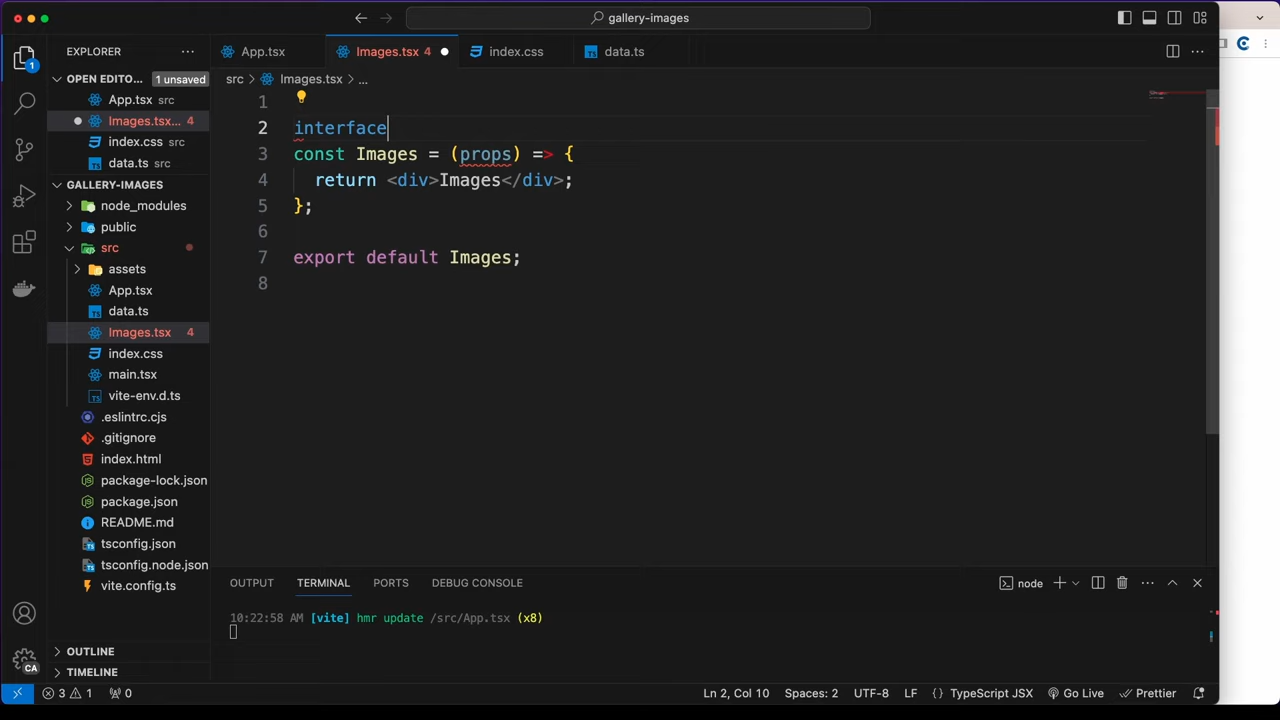 gallery-images
EXPLORER
App.tsx
Images.tsx 4
index.css
data.ts
OPEN EDITO...
1 unsaved
src
Images.tsx
...
App.tsx src
Images.tsx... 4
index.css src
data.ts src
GALLERY-IMAGES
node_modules
public
src
assets
App.tsx
data.ts
Images.tsx 4
index.css
main.tsx
vite-env.d.ts
.eslintrc.cjs
.gitignore
index.html
package-lock.json
package.json
README.md
tsconfig.json
tsconfig.node.json
vite.config.ts
OUTLINE
TIMELINE
1
2 interface
3 const Images = (props) => {
4 return <div>Images</div>;
5 };
6
7 export default Images;
8
OUTPUT
TERMINAL
PORTS
DEBUG CONSOLE
node
10:22:58 AM [vite] hmr update /src/App.tsx (x8)
1
CA
3 1 0
Ln 2, Col 10
Spaces: 2
UTF-8
LF
{} TypeScript JSX
Go Live
Prettier